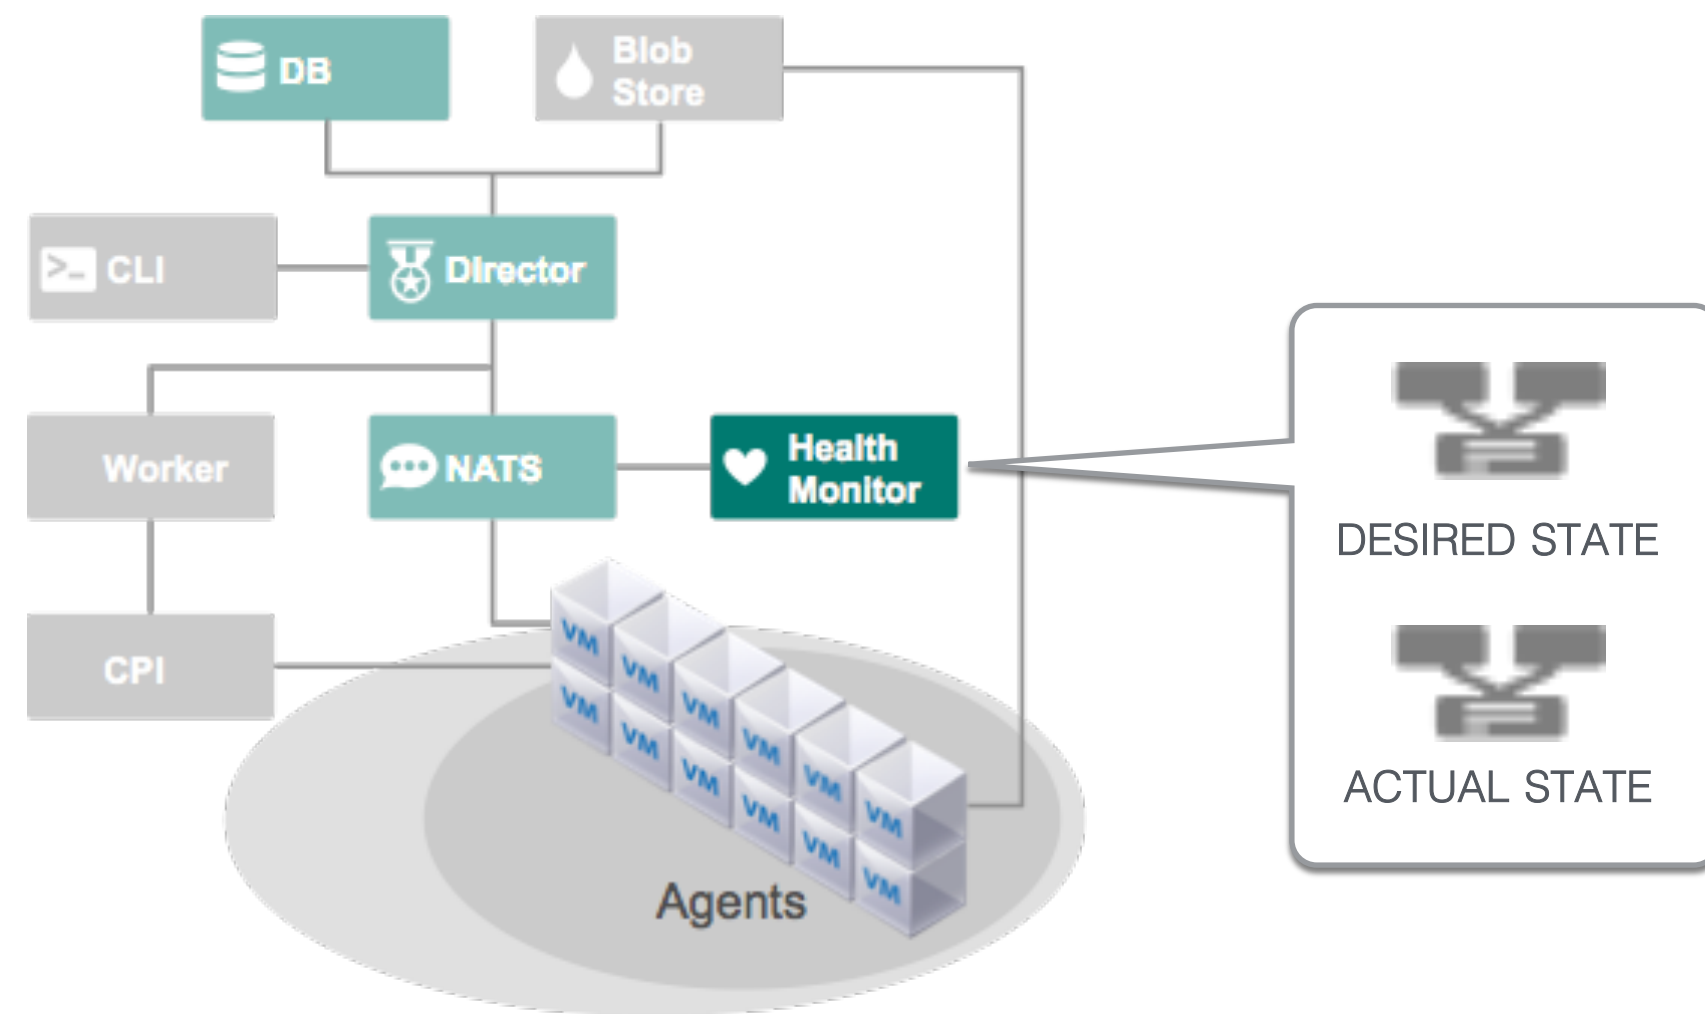 DB
Blob
Store
>_ CLI
Director
Worker
NATS
Health
Monitor
DESIRED STATE
CPI
VM
VM
VM
VM
VM
VM
VM
VM
VM
VM
VM
VM
ACTUAL STATE
Agents